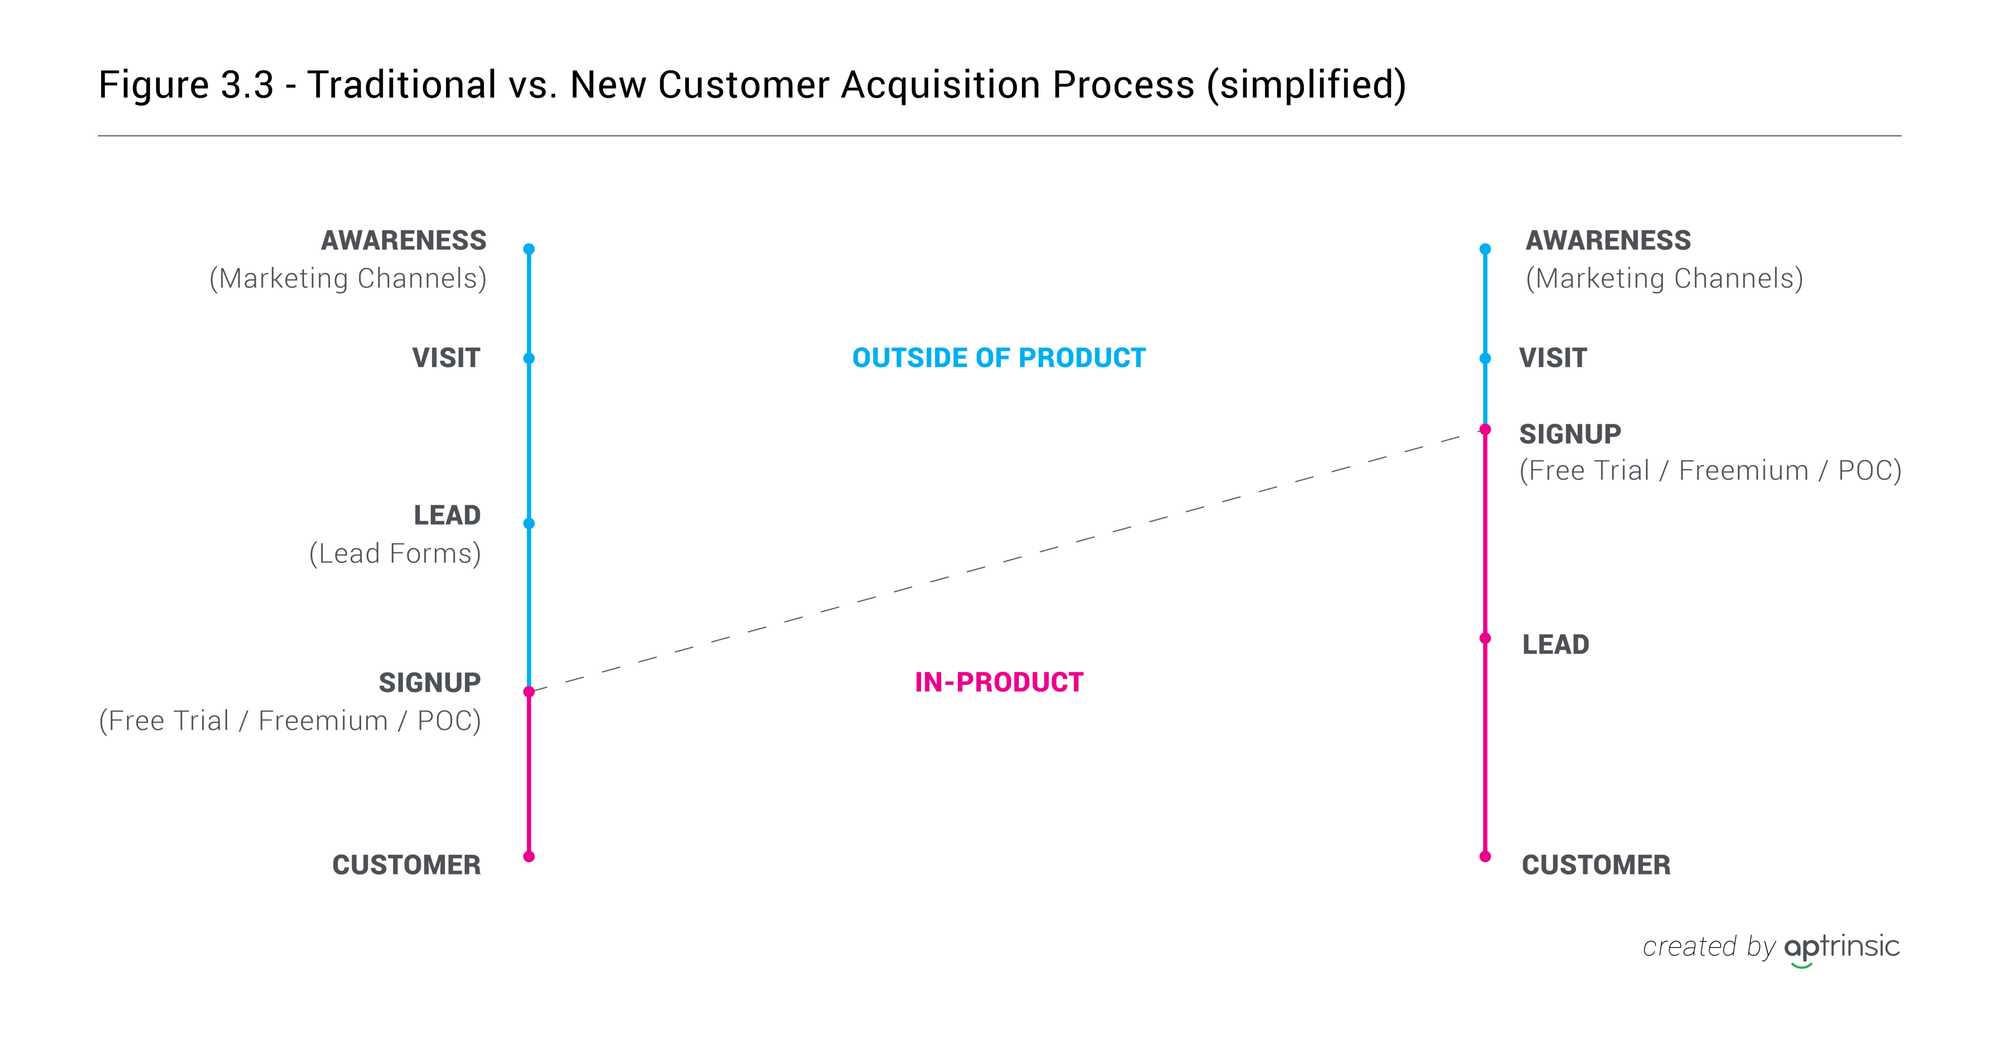 Figure 3.3 - Traditional vs. New Customer Acquisition Process (simplified)
AWARENESS
(Marketing Channels)
VISIT
LEAD
(Lead Forms)
SIGNUP
(Free Trial / Freemium / POC)
CUSTOMER
OUTSIDE OF PRODUCT
IN-PRODUCT
AWARENESS
(Marketing Channels)
VISIT
SIGNUP
(Free Trial / Freemium / POC)
LEAD
CUSTOMER
created by aptrinsic